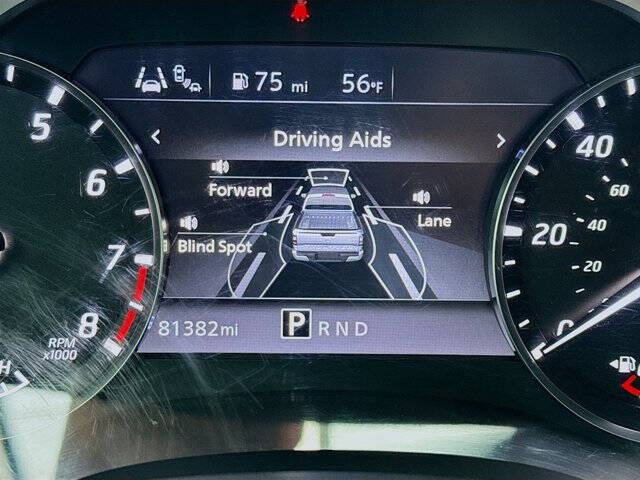 75 mi 56°F
Driving Aids
Forward
Lane
Blind Spot
81382mi P R N D
5
6
7
8
RPM
x1000
H
40
60
20
40
20
0